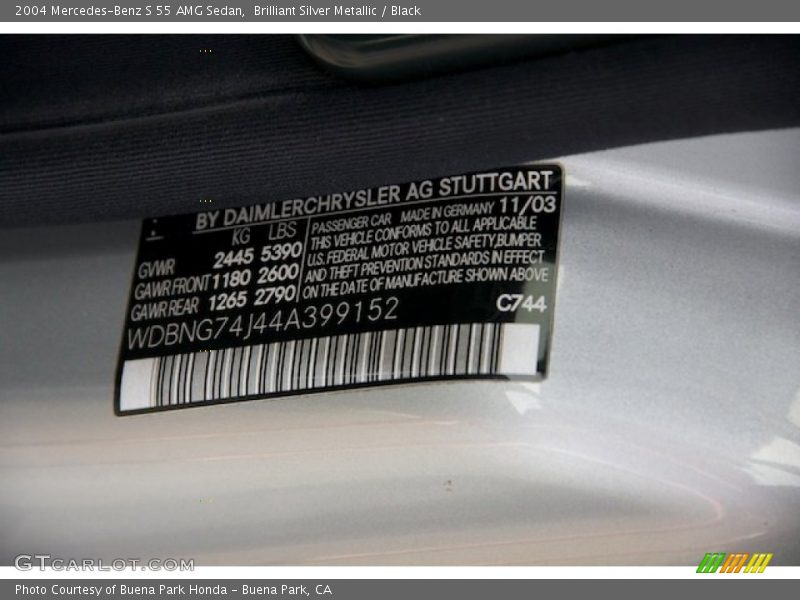 2004 Mercedes-Benz S 55 AMG Sedan,  Brilliant Silver Metallic / Black
BY DAIMLERCHRYSLER AG STUTTGART
KG LBS
GVWR 2445 5390
GAWR FRONT 1180 2600
GAWR REAR 1265 2790
PASSENGER CAR MADE IN GERMANY 11/03
THIS VEHICLE CONFORMS TO ALL APPLICABLE
U.S. FEDERAL MOTOR VEHICLE SAFETY,BUMPER
AND THEFT PREVENTION STANDARDS IN EFFECT
ON THE DATE OF MANUFACTURE SHOWN ABOVE
WDBNG74J44A399152
C744
GTCARLOT.COM
Photo Courtesy of Buena Park Honda - Buena Park, CA